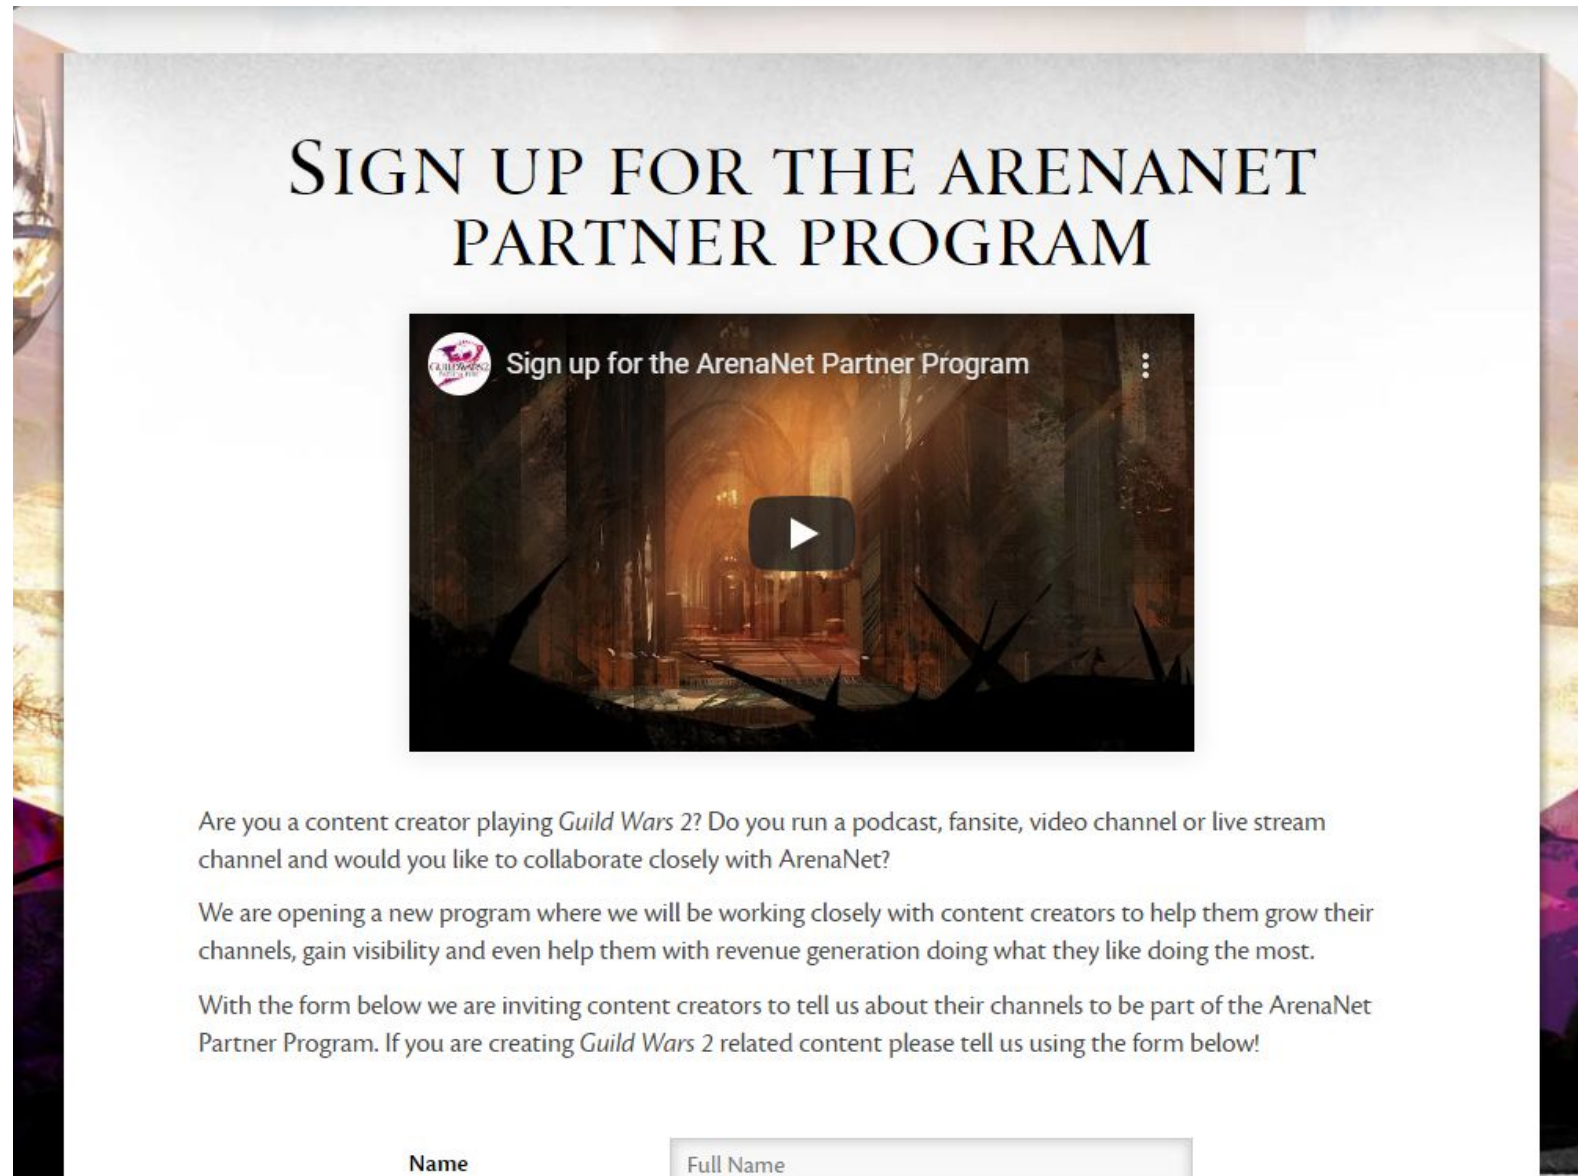 SIGN UP FOR THE ARENANET
PARTNER PROGRAM
GUILD WARS 2
Sign up for the ArenaNet Partner Program
Are you a content creator playing Guild Wars 2? Do you run a podcast, fansite, video channel or live stream
channel and would you like to collaborate closely with ArenaNet?
We are opening a new program where we will be working closely with content creators to help them grow their
channels, gain visibility and even help them with revenue generation doing what they like doing the most.
With the form below we are inviting content creators to tell us about their channels to be part of the ArenaNet
Partner Program. If you are creating Guild Wars 2 related content please tell us using the form below!
Name
Full Name